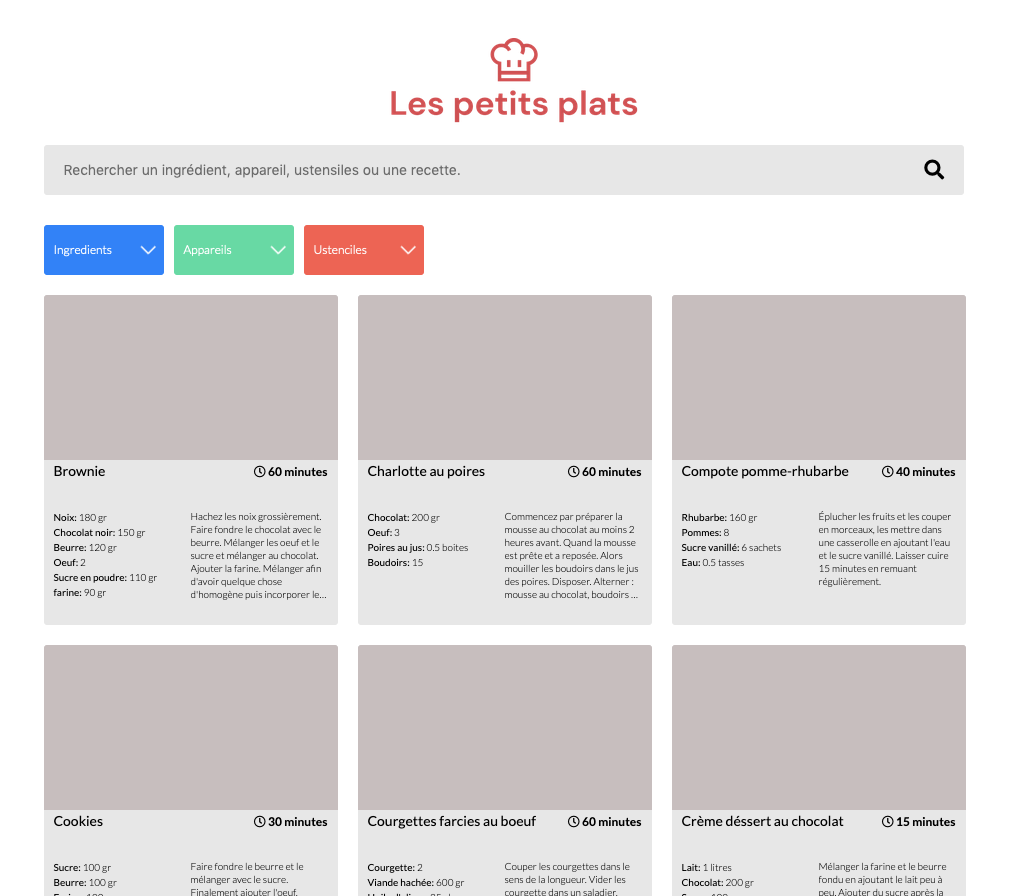 Les petits plats
Rechercher un ingrédient, appareil, ustensiles ou une recette.
Ingredients
Appareils
Ustenciles
Brownie
60 minutes
Noix: 180 gr
Chocolat noir: 150 gr
Beurre: 120 gr
Oeuf: 2
Sucre en poudre: 110 gr
farine: 90 gr
Hachez les noix grossièrement.
Faire fondre le chocolat avec le
beurre. Mélanger les oeuf et le
sucre et mélanger au chocolat.
Ajouter la farine. Mélanger afin
d'avoir quelque chose
d'homogène puis incorporer le...
Charlotte au poires
60 minutes
Chocolat: 200 gr
Oeuf: 3
Poires au jus: 0.5 boites
Boudoirs: 15
Commencez par préparer la
mousse au chocolat au moins 2
heures avant. Quand la mousse
est prête et a reposée. Alors
mouiller les boudoirs dans le jus
des poires. Disposer. Alterner :
mousse au chocolat, boudoirs ...
Compote pomme-rhubarbe
40 minutes
Rhubarbe: 160 gr
Pommes: 8
Sucre vanillé: 6 sachets
Eau: 0.5 tasses
Éplucher les fruits et les couper
en morceaux, les mettre dans
une casserolle en ajoutant l'eau
et le sucre vanillé. Laisser cuire
15 minutes en remuant
régulièrement.
Cookies
30 minutes
Sucre: 100 gr
Beurre: 100 gr
Faire fondre le beurre et le
mélanger avec le sucre.
Finalement ajouter l'oeuf.
Courgettes farcies au boeuf
60 minutes
Courgette: 2
Viande hachée: 600 gr
Couper les courgettes dans le
sens de la longueur. Vider les
courgette dans un saladier.
Crème déssert au chocolat
15 minutes
Lait: 1 litres
Chocolat: 200 gr
Mélanger la farine et le beurre
fondu en ajoutant le lait peu à
peu. Ajouter du sucre après la